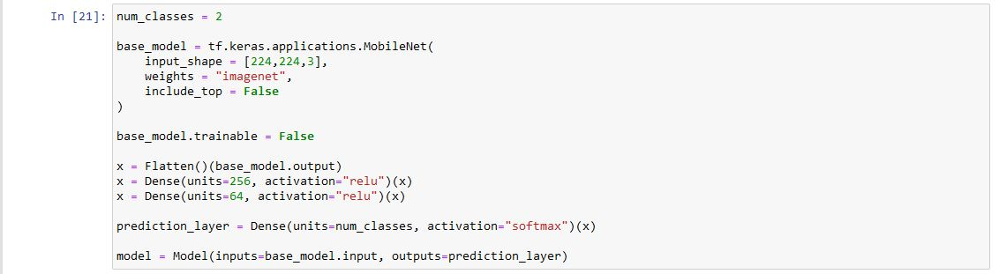 In [21]: num_classes = 2
base_model = tf.keras.applications.MobileNet(
    input_shape = [224,224,3],
    weights = "imagenet",
    include_top = False
)
base_model.trainable = False
x = Flatten()(base_model.output)
x = Dense(units=256, activation="relu")(x)
x = Dense(units=64, activation="relu")(x)
prediction_layer = Dense(units=num_classes, activation="softmax")(x)
model = Model(inputs=base_model.input, outputs=prediction_layer)